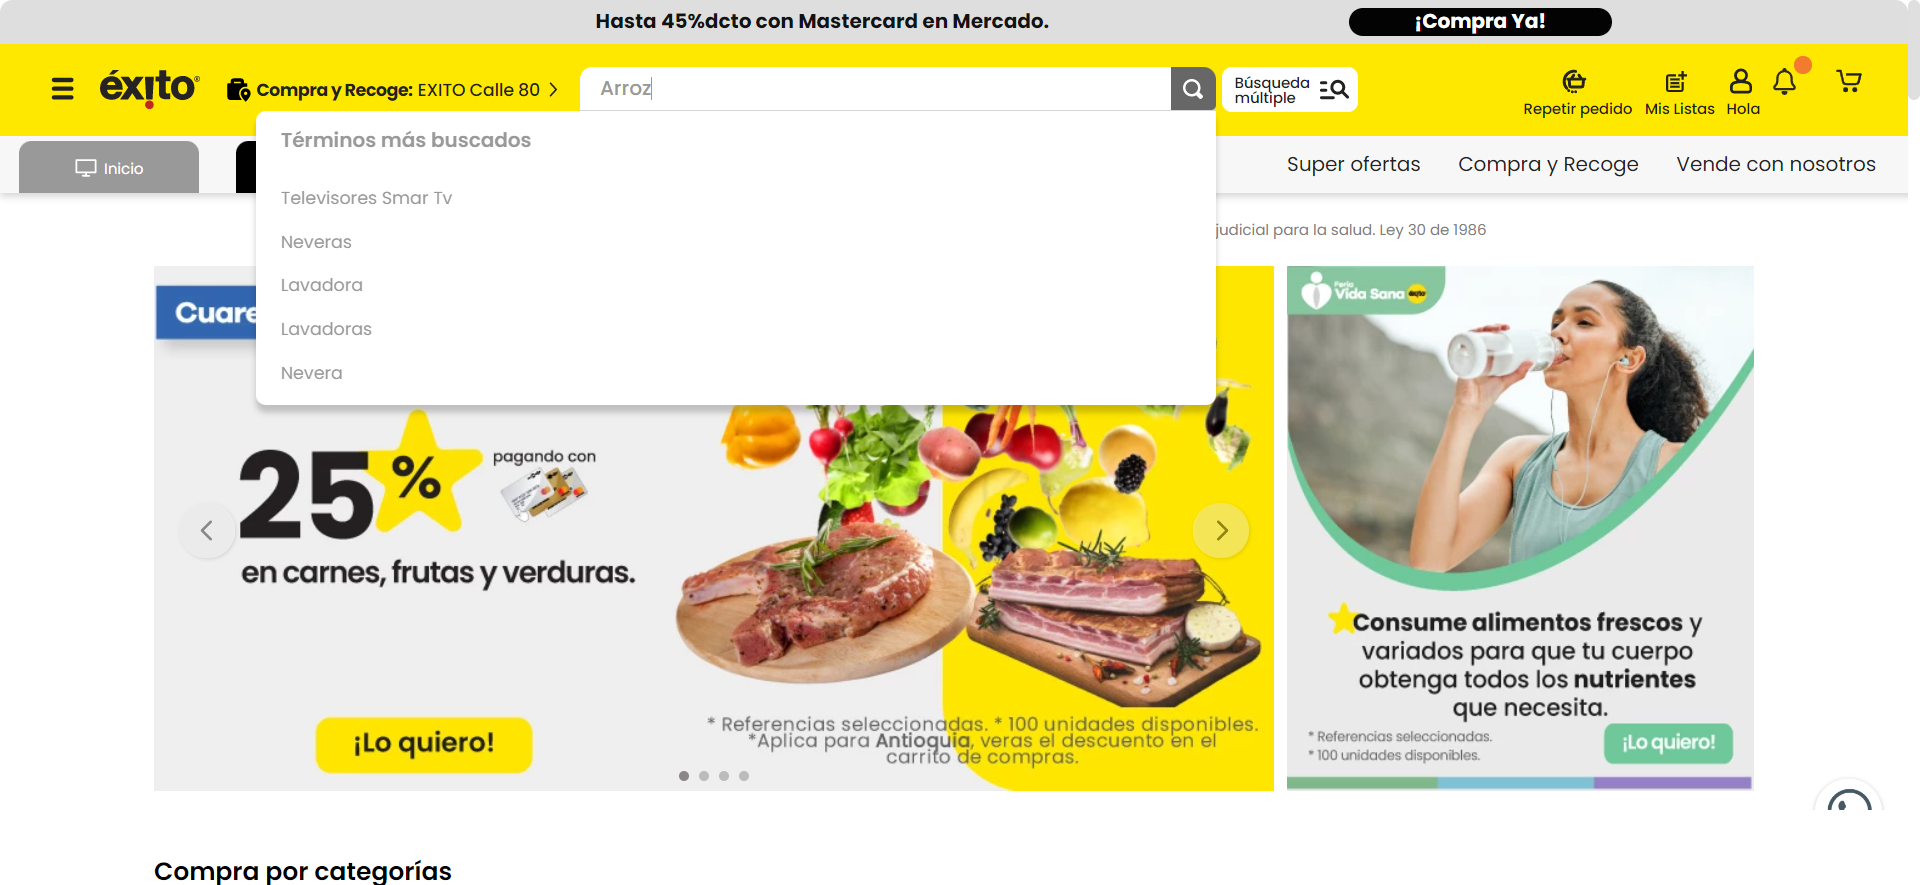 Hasta 45%dcto con Mastercard en Mercado.
¡Compra Ya!
éxito
Compra y Recoge: EXITO Calle 80
Arroz
Búsqueda
múltiple
Repetir pedido
Mis Listas
Hola
Términos más buscados
Televisores Smar Tv
Neveras
Lavadora
Lavadoras
Nevera
Inicio
Super ofertas
Compra y Recoge
Vende con nosotros
judicial para la salud. Ley 30 de 1986
Cuare
25%
pagando con
en carnes, frutas y verduras.
¡Lo quiero!
* Referencias seleccionadas. * 100 unidades disponibles.
*Aplica para Antioquia, veras el descuento en el
carrito de compras.
Feria
Vida Sana
éxito
Consume alimentos frescos y
variados para que tu cuerpo
obtenga todos los nutrientes
que necesita.
* Referencias seleccionadas.
* 100 unidades disponibles.
¡Lo quiero!
Compra por categorías